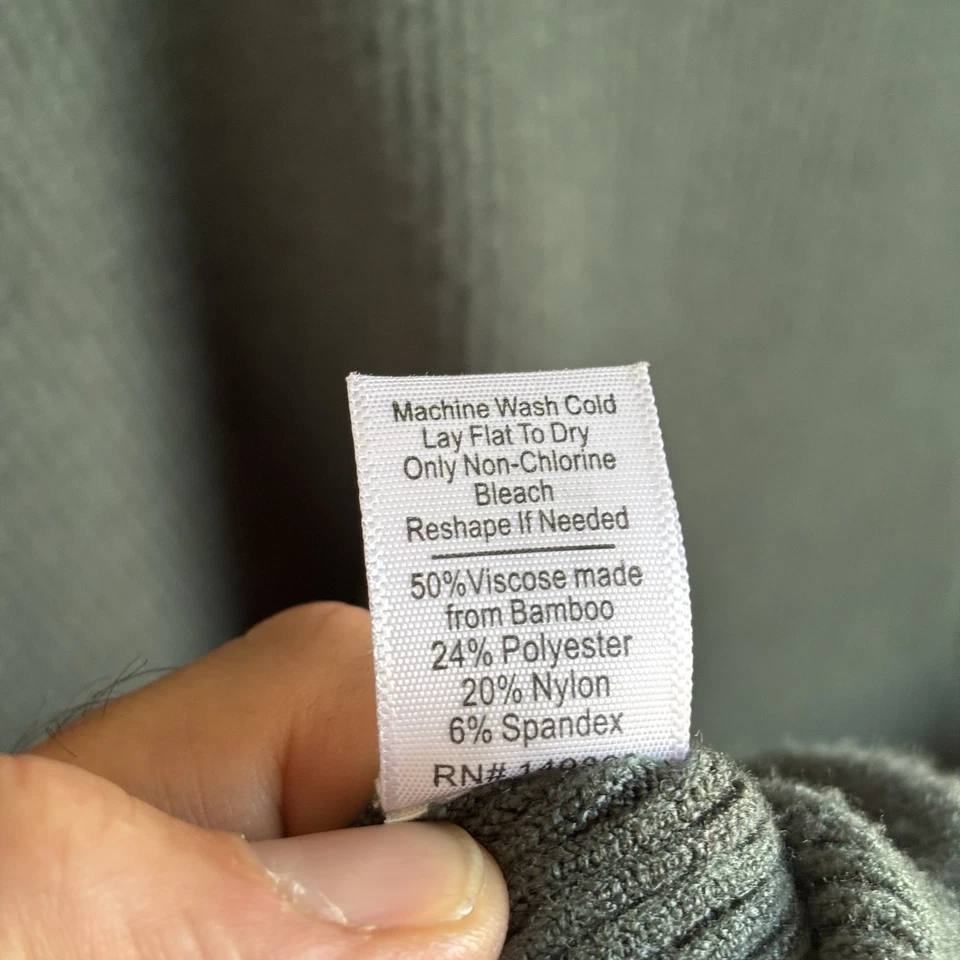 Machine Wash Cold
Lay Flat To Dry
Only Non-Chlorine
Bleach
Reshape If Needed
50%Viscose made
from Bamboo
24% Polyester
20% Nylon
6% Spandex
RN#